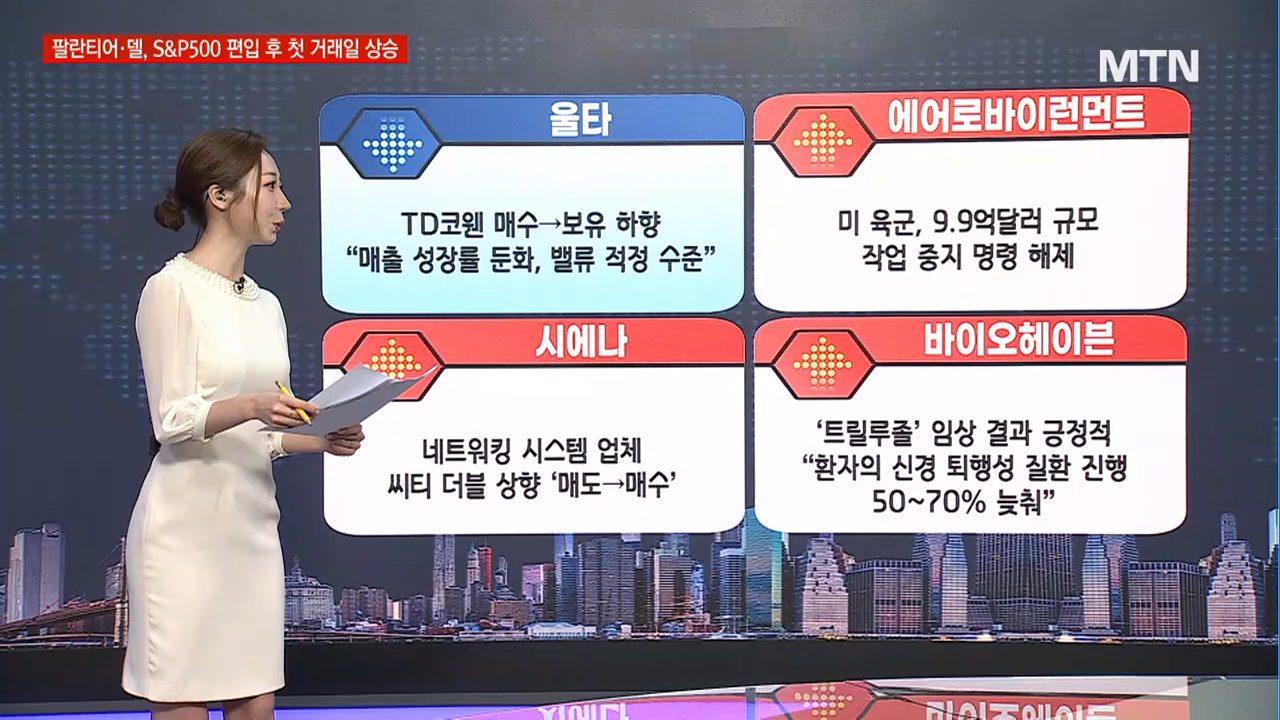 팔란티어·델, S&P500 편입 후 첫 거래일 상승
MTN
울타
TD코웬 매수→보유 하향
“매출 성장률 둔화, 밸류 적정 수준”
에어로바이런먼트
미 육군, 9.9억달러 규모
작업 중지 명령 해제
시에나
네트워킹 시스템 업체
씨티 더블 상향 ‘매도→매수’
바이오헤이븐
‘트릴루졸’ 임상 결과 긍정적
“환자의 신경 퇴행성 질환 진행
50~70% 늦춰”